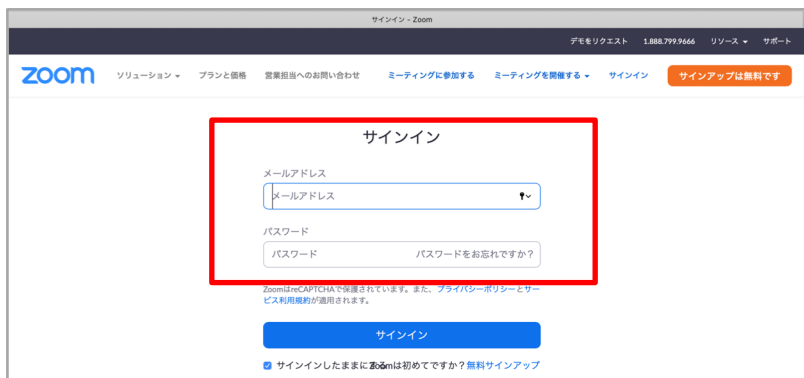 サインイン - Zoom
デモをリクエスト 1.888.799.9666 リソース サポート
zoom ソリューション プランと価格 営業担当へのお問い合わせ ミーティングに参加する ミーティングを開催する サインイン サインアップは無料です
サインイン
メールアドレス
メールアドレス
パスワード
パスワード パスワードをお忘れですか？
ZoomはreCAPTCHAで保護されています。また、プライバシーポリシーとサー
ビス利用規約が適用されます。
サインイン
サインインしたままに Zoomは初めてですか？無料サインアップ